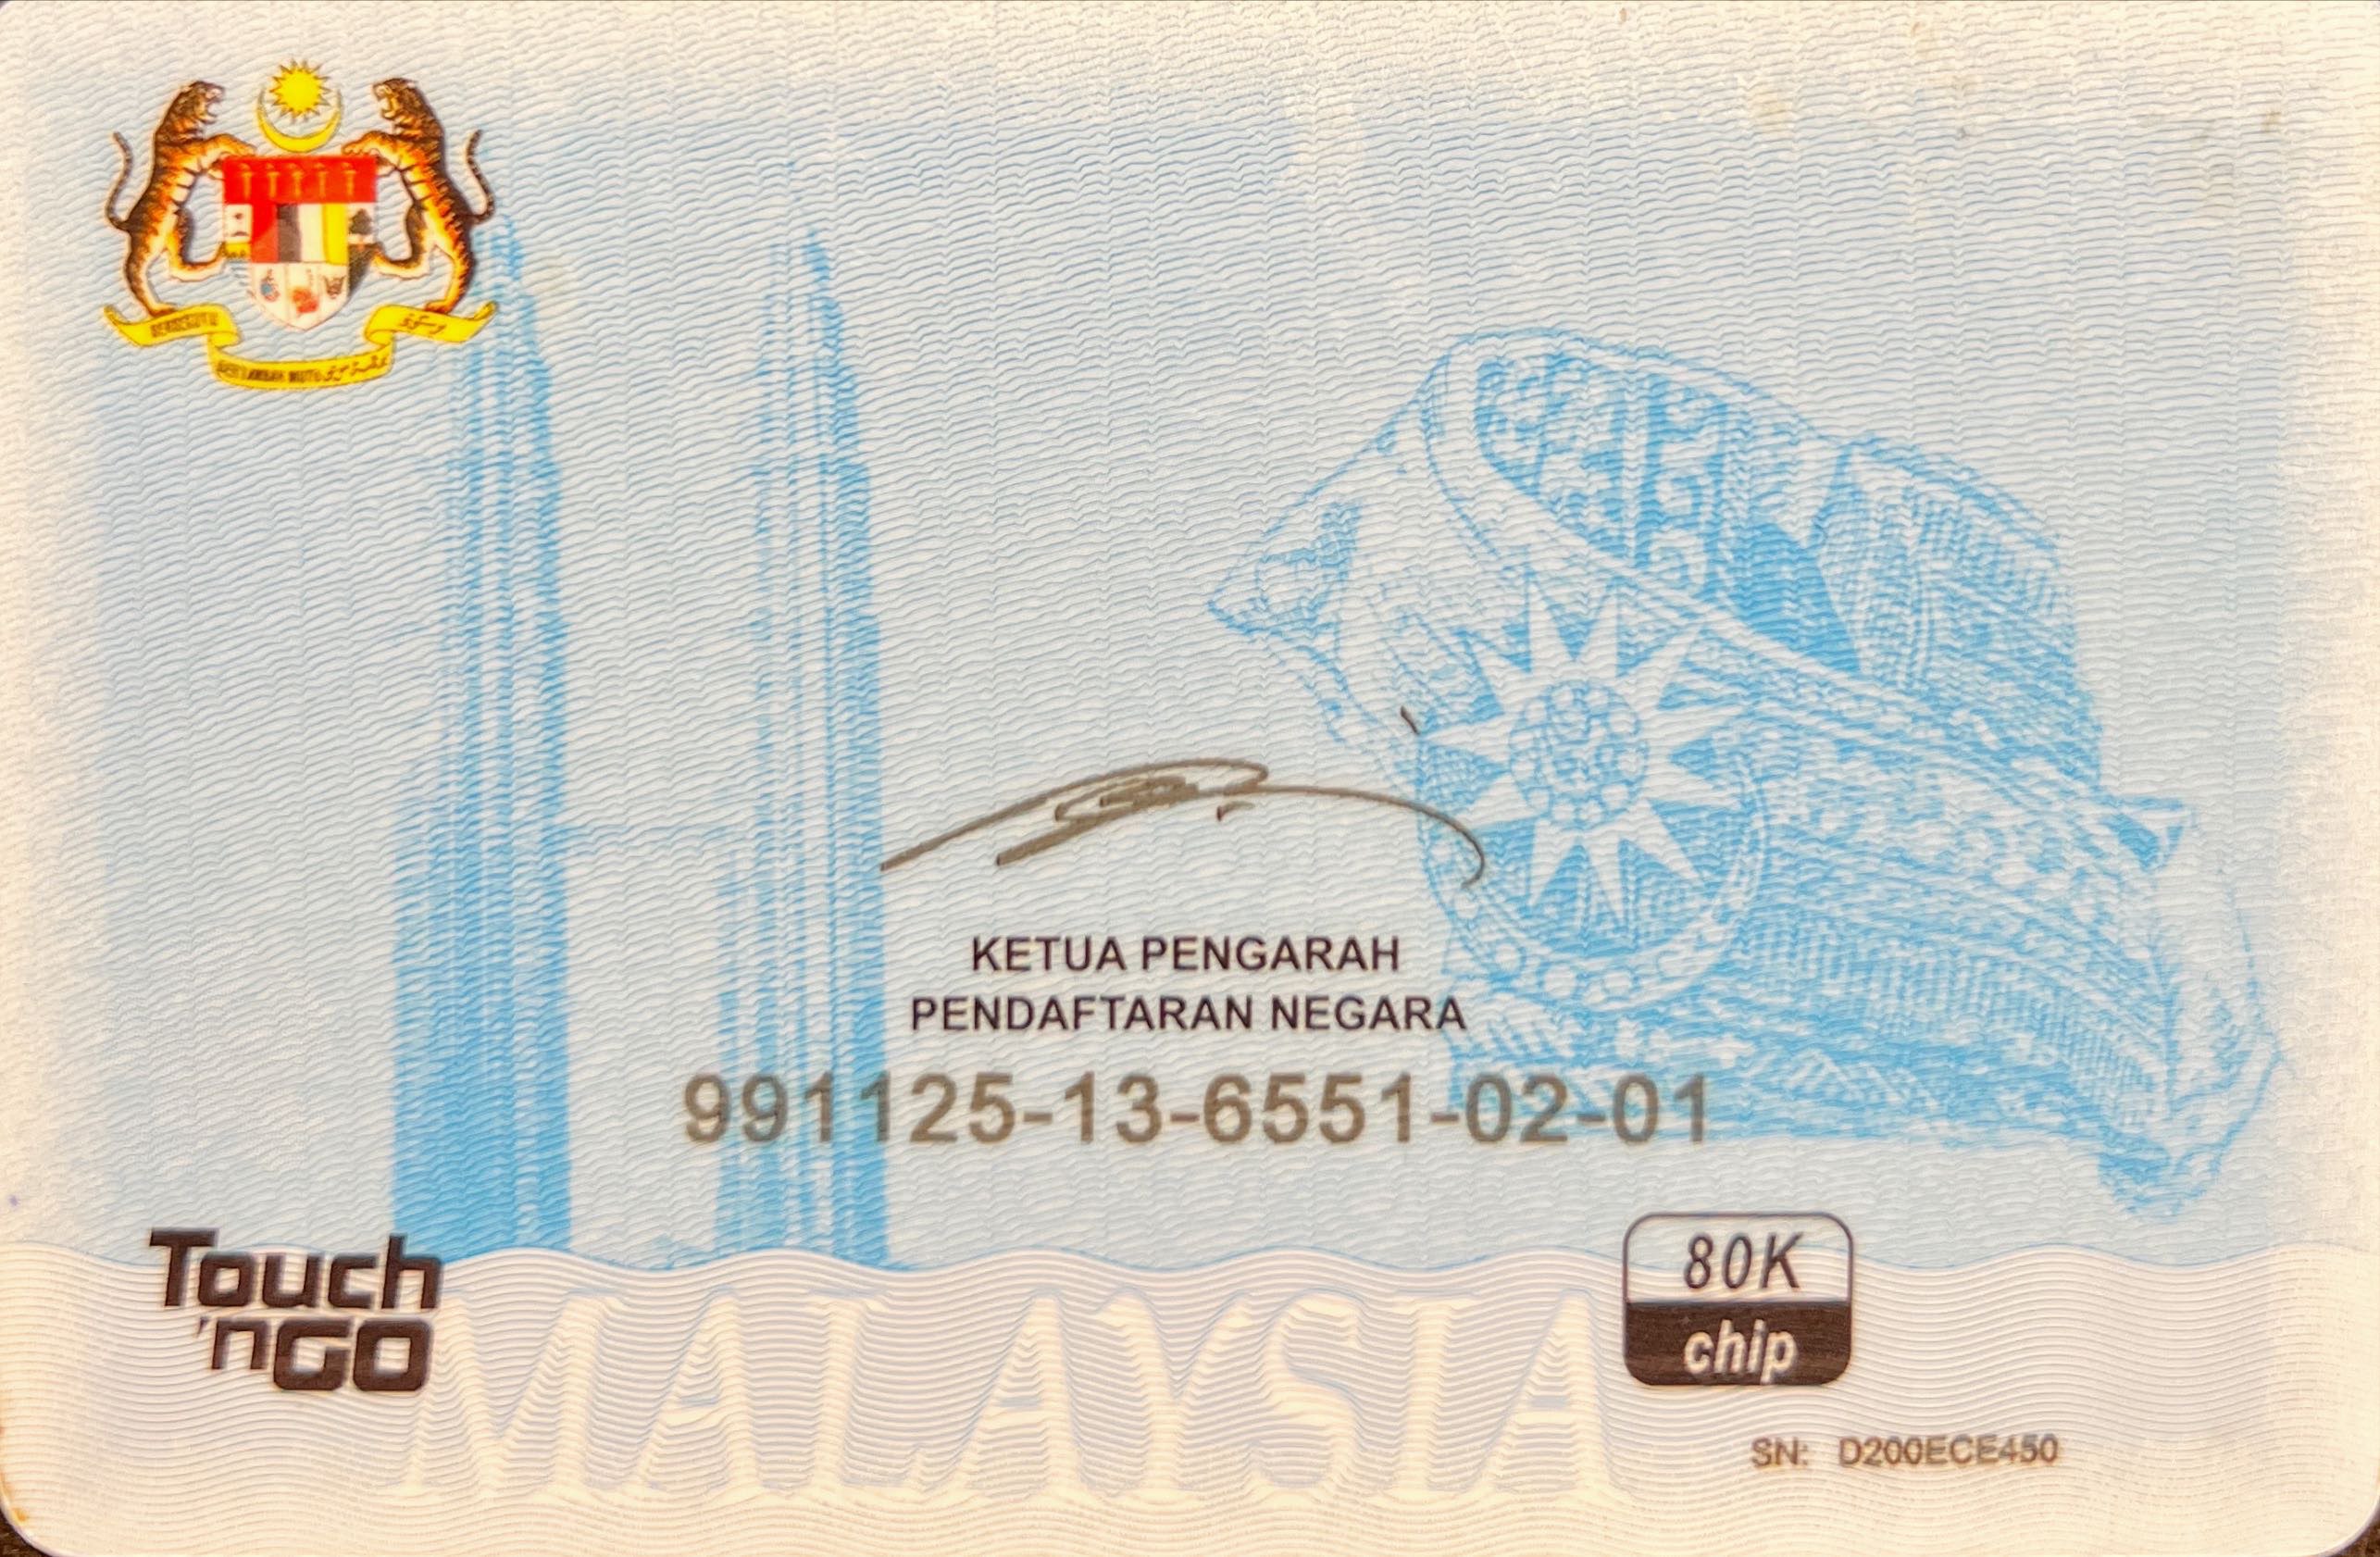 KETUA PENGARAH
PENDAFTARAN NEGARA
991125-13-6551-02-01
Touch
'nGO
80K
chip
MALAYSIA
SN: D200ECE450